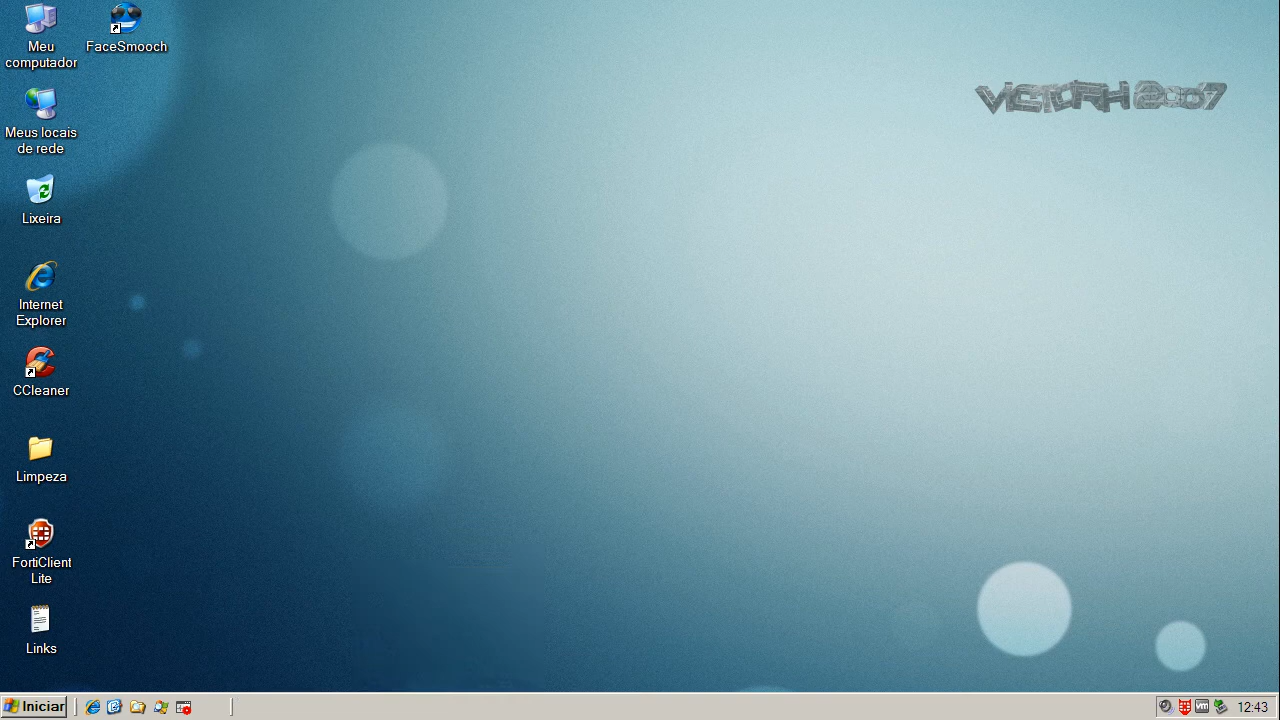 Meu
computador
FaceSmooch
VICTORH 2007
Meus locais
de rede
Lixeira
Internet
Explorer
CCleaner
Limpeza
FortiClient
Lite
Links
Iniciar
vm
12:43